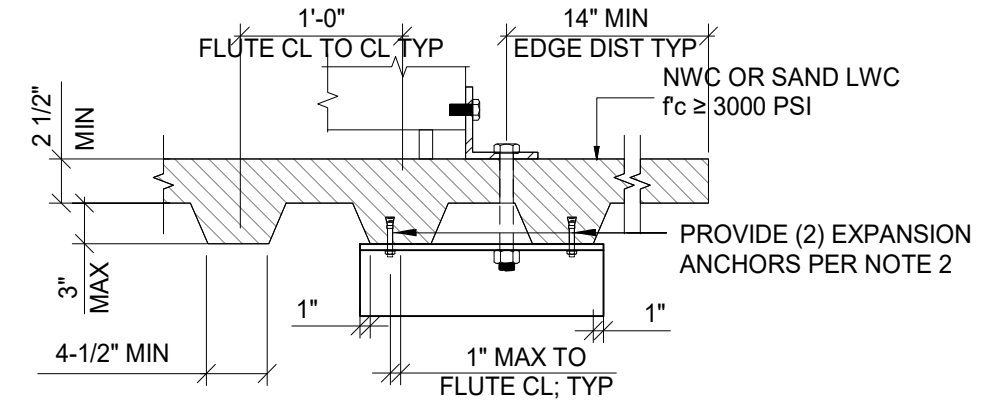 1'-0"
FLUTE CL TO CL TYP
14" MIN
EDGE DIST TYP
NWC OR SAND LWC
f'c ≥ 3000 PSI
2 1/2"
MIN
PROVIDE (2) EXPANSION
ANCHORS PER NOTE 2
3"
MAX
1"
1"
4-1/2" MIN
1" MAX TO
FLUTE CL; TYP